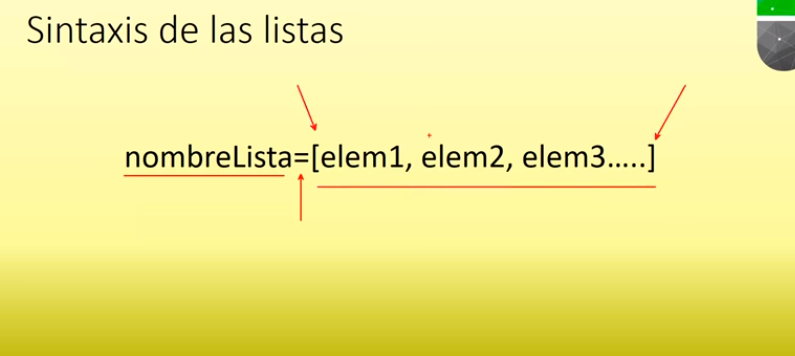 Sintaxis de las listas
nombreLista=[elem1, elem2, elem3.....]